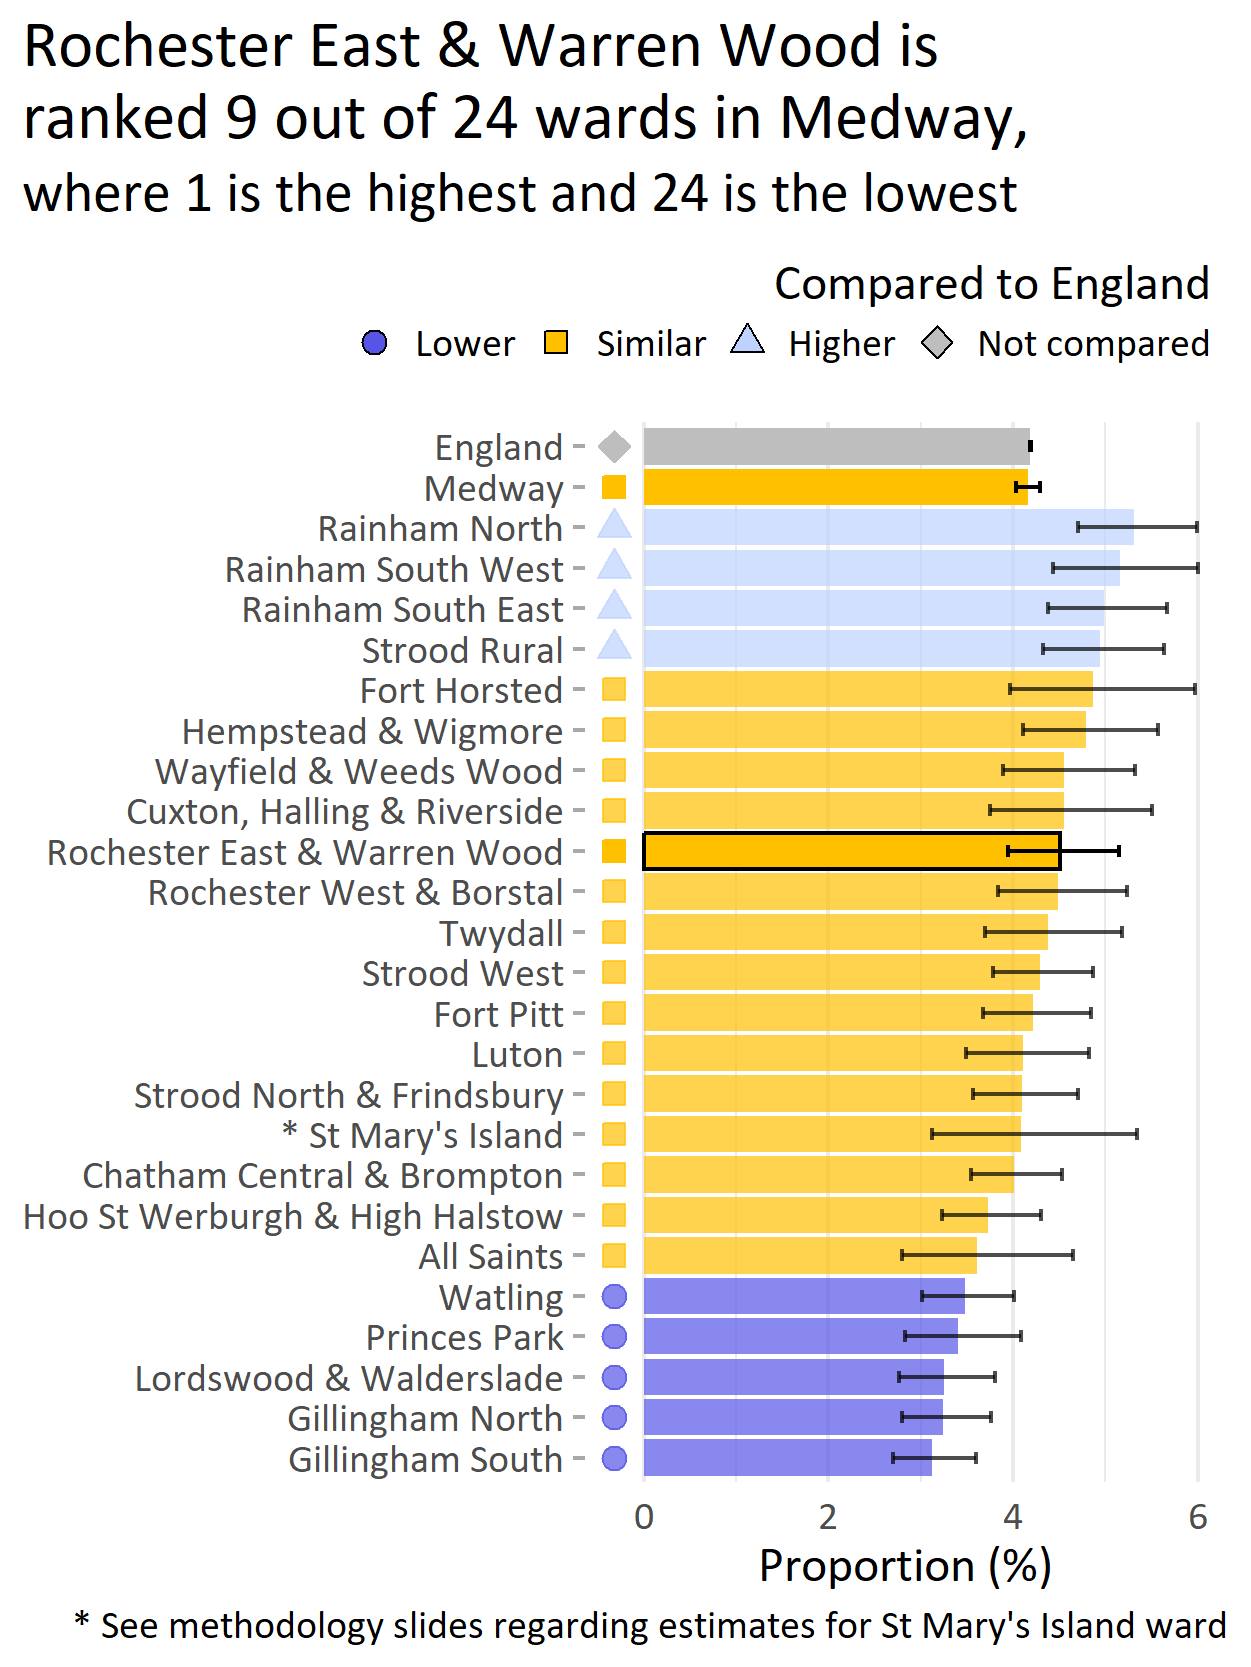 Rochester East & Warren Wood is
ranked 9 out of 24 wards in Medway,
where 1 is the highest and 24 is the lowest
Compared to England
Lower Similar Higher Not compared
England
Medway
Rainham North
Rainham South West
Rainham South East
Strood Rural
Fort Horsted
Hempstead & Wigmore
Wayfield & Weeds Wood
Cuxton, Halling & Riverside
Rochester East & Warren Wood
Rochester West & Borstal
Twydall
Strood West
Fort Pitt
Luton
Strood North & Frindsbury
* St Mary's Island
Chatham Central & Brompton
Hoo St Werburgh & High Halstow
All Saints
Watling
Princes Park
Lordswood & Walderslade
Gillingham North
Gillingham South
0 2 4 6
Proportion (%)
* See methodology slides regarding estimates for St Mary's Island ward